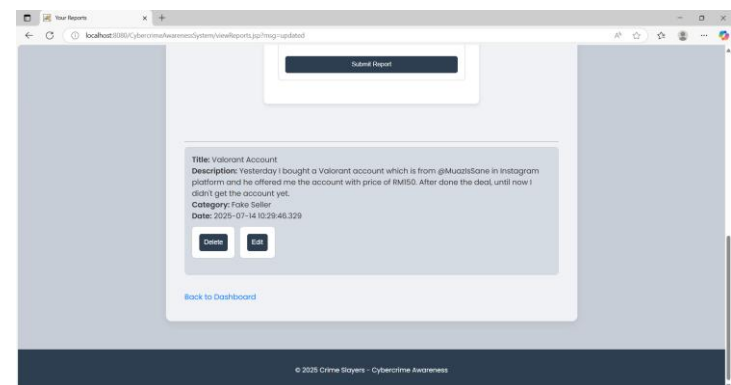 Your Reports
localhost:8080/CybercrimeAwarenessSystem/viewReports.jsp?msg=updated
Submit Report
Title: Valorant Account
Description: Yesterday I bought a Valorant account which is from @MuazIsSane in Instagram
platform and he offered me the account with price of RM150. After done the deal, until now I
didn't get the account yet.
Category: Fake Seller
Date: 2025-07-14 10:29:46.329
Delete Edit
Back to Dashboard
© 2025 Crime Slayers - Cybercrime Awareness